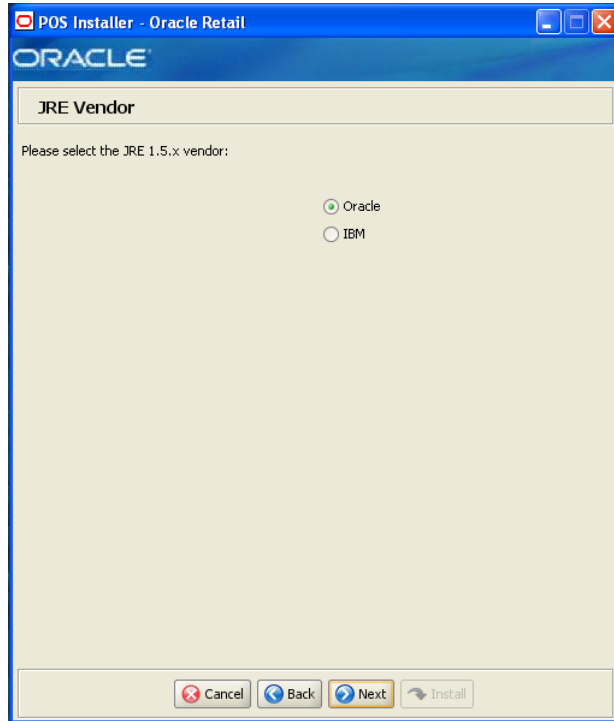 POS Installer - Oracle Retail
ORACLE
JRE Vendor
Please select the JRE 1.5.x vendor:
Oracle
IBM
Cancel Back Next Install